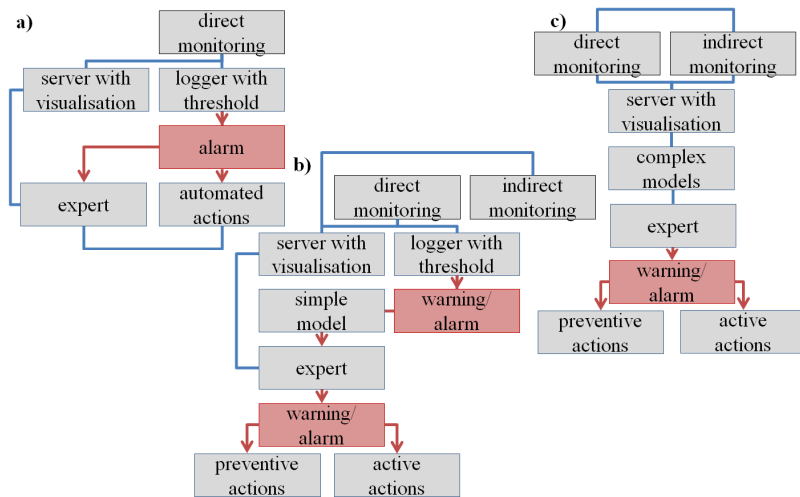 a)
direct
monitoring
server with
visualisation
logger with
threshold
alarm
expert
automated
actions
b)
direct
monitoring
indirect
monitoring
server with
visualisation
logger with
threshold
simple
model
warning/
alarm
expert
warning/
alarm
preventive
actions
active
actions
c)
direct
monitoring
indirect
monitoring
server with
visualisation
complex
models
expert
warning/
alarm
preventive
actions
active
actions